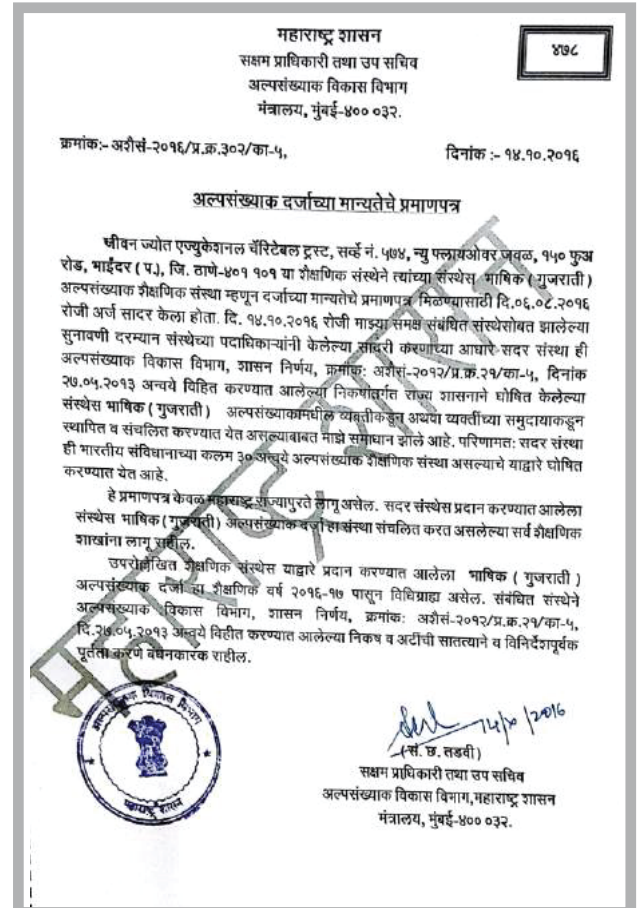 महाराष्ट्र शासन
सक्षम प्राधिकारी तथा उप सचिव
अल्पसंख्याक विकास विभाग
मंत्रालय, मुंबई-४०० ०३२.
४७८
क्रमांक:- अशैसं-२०१६/प्र.क्र.३०२/का-५,
दिनांक :- १४.१०.२०१६
अल्पसंख्याक दर्जाच्या मान्यतेचे प्रमाणपत्र
जीवन ज्योत एज्युकेशनल चॅरिटेबल ट्रस्ट, सर्व्हे नं. ५७४, न्यु फ्लायओवर जवळ, १५० फुअ
रोड, भाईंदर (प.), जि. ठाणे-४०१ १०१ या शैक्षणिक संस्थेने त्यांच्या संस्थेस भाषिक (गुजराती)
अल्पसंख्याक शैक्षणिक संस्था म्हणून दर्जाच्या मान्यतेचे प्रमाणपत्र मिळण्यासाठी दि.०६.०८.२०१६
रोजी अर्ज सादर केला होता. दि. १४.१०.२०१६ रोजी माझ्या समक्ष संबंधित संस्थेसोबत झालेल्या
सुनावणी दरम्यान संस्थेच्या पदाधिकाऱ्यांनी केलेल्या सादरी करणाच्या आधारे सदर संस्था ही
अल्पसंख्याक विकास विभाग, शासन निर्णय, क्रमांक: अशैसं-२०१२/प्र.क्र.२१/का-५, दिनांक
२७.०५.२०१३ अन्वये विहित करण्यात आलेल्या निकषांतर्गत राज्य शासनाने घोषित केलेल्या
संस्थेस भाषिक ( गुजराती ) अल्पसंख्याकामधील व्यक्तीकडून अथवा व्यक्तींच्या समुदायाकडून
स्थापित व संचलित करण्यात येत असल्याबाबत माझे समाधान झाले आहे. परिणामत: सदर संस्था
ही भारतीय संविधानाच्या कलम ३० अन्वये अल्पसंख्याक शैक्षणिक संस्था असल्याचे याद्वारे घोषित
करण्यात येत आहे.
हे प्रमाणपत्र केवळ महाराष्ट्र राज्यापुरते लागू असेल. सदर संस्थेस प्रदान करण्यात आलेला
संस्थेस भाषिक ( गुजराती) अल्पसंख्याक दर्जा हा संस्था संचलित करत असलेल्या सर्व शैक्षणिक
शाखांना लागू राहील.
उपरोल्लेखित शैक्षणिक संस्थेस याद्वारे प्रदान करण्यात आलेला भाषिक ( गुजराती )
अल्पसंख्याक दर्जा हा शैक्षणिक वर्ष २०१६-१७ पासून विधिग्राह्य असेल. संबंधित संस्थेने
अल्पसंख्याक विकास विभाग, शासन निर्णय, क्रमांक: अशैसं-२०१२/प्र.क्र.२१/का-५,
दि.२७.०५.२०१३ अन्वये विहीत करण्यात आलेल्या निकष व अटींची सातत्याने व विनिर्देशपूर्वक
पूर्तता करणे बंधनकारक राहील.
महाराष्ट्र शासन
अल्पसंख्याक विकास विभाग
महाराष्ट्र शासन
14/x/2016
(सं. छ. तडवी)
सक्षम प्राधिकारी तथा उप सचिव
अल्पसंख्याक विकास विभाग,महाराष्ट्र शासन
मंत्रालय, मुंबई-४०० ०३२.